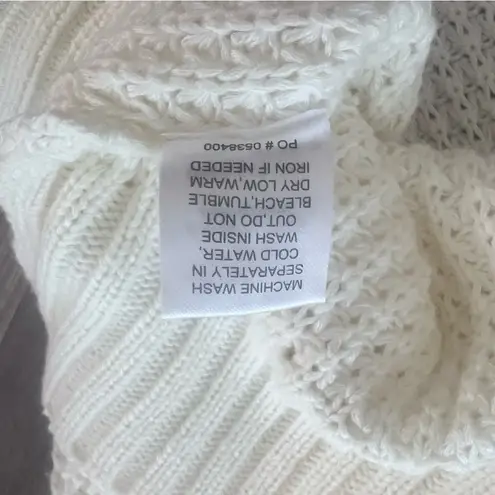 MACHINE WASH
SEPARATELY IN
COLD WATER,
WASH INSIDE
OUT,DO NOT
BLEACH,TUMBLE
DRY LOW,WARM
IRON IF NEEDED
PO # 0538400